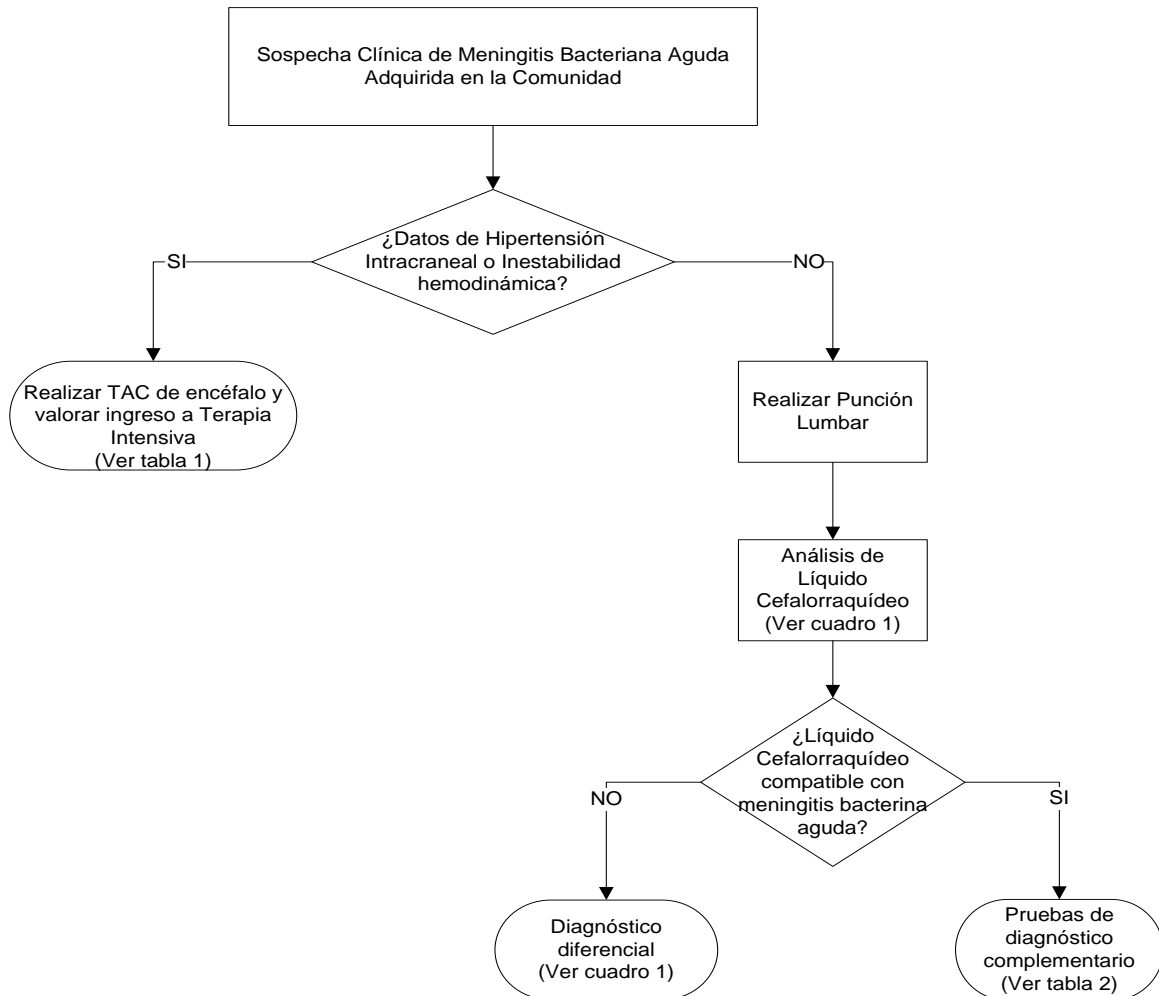 Sospecha Clínica de Meningitis Bacteriana Aguda
Adquirida en la Comunidad
¿Datos de Hipertensión
Intracraneal o Inestabilidad
hemodinámica?
SI
NO
Realizar TAC de encéfalo y
valorar ingreso a Terapia
Intensiva
(Ver tabla 1)
Realizar Punción
Lumbar
Análisis de
Líquido
Cefalorraquídeo
(Ver cuadro 1)
¿Líquido
Cefalorraquídeo
compatible con
meningitis bacterina
aguda?
NO
SI
Diagnóstico
diferencial
(Ver cuadro 1)
Pruebas de
diagnóstico
complementario
(Ver tabla 2)